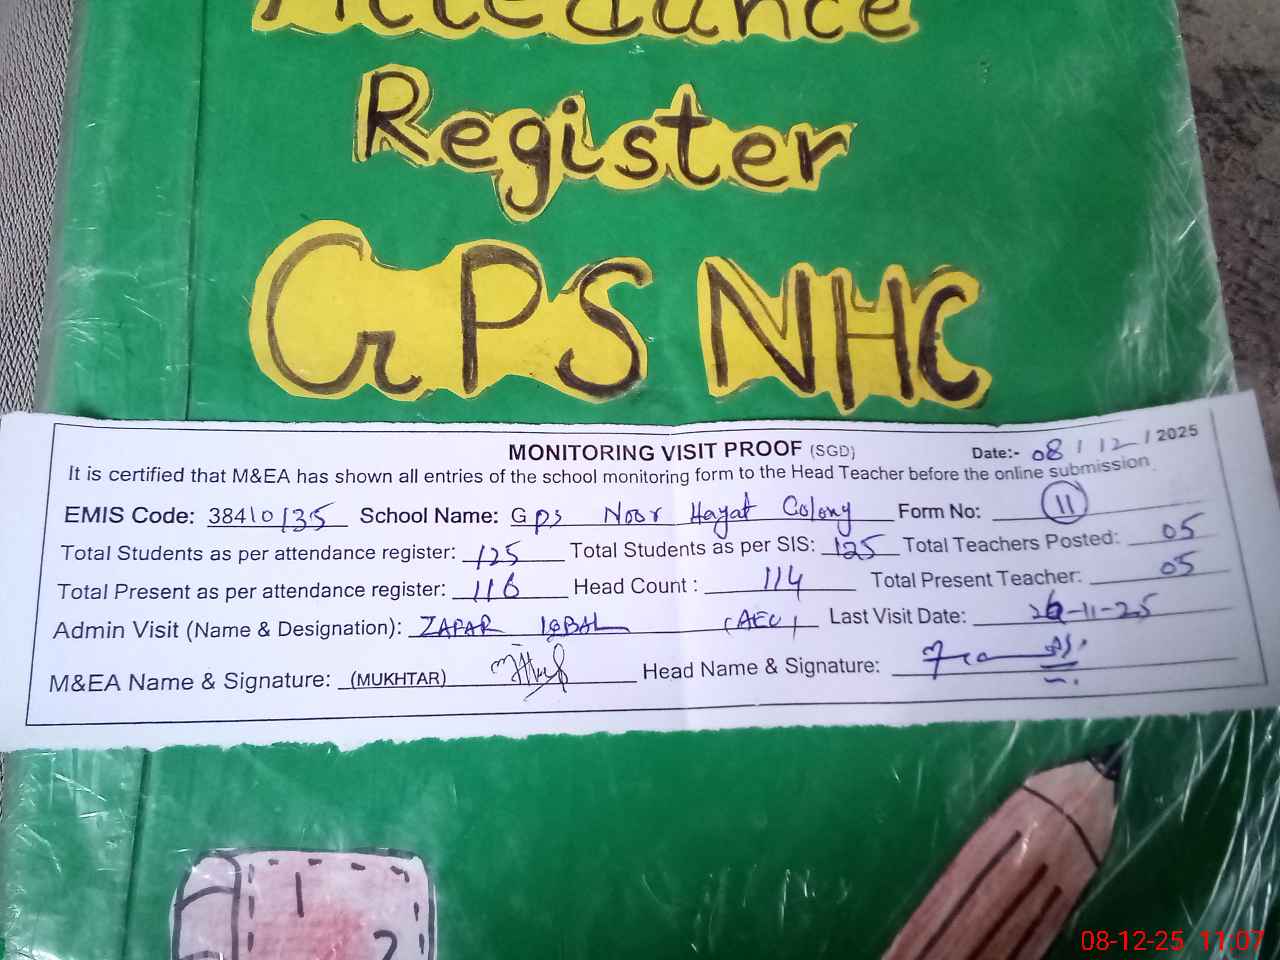 Attedance
Register
GPS NHC
MONITORING VISIT PROOF (SGD) Date:- 08 / 12 / 2025
It is certified that M&EA has shown all entries of the school monitoring form to the Head Teacher before the online submission
EMIS Code: 38410135 School Name: Gps Noor Hayat Colony Form No: 11
Total Students as per attendance register: 125 Total Students as per SIS: 125 Total Teachers Posted: 05
Total Present as per attendance register: 116 Head Count : 114 Total Present Teacher: 05
Admin Visit (Name & Designation): ZAFAR IQBAL (AEO) Last Visit Date: 26-11-25
M&EA Name & Signature: (MUKHTAR) Head Name & Signature:
1
2
08-12-25 11:07